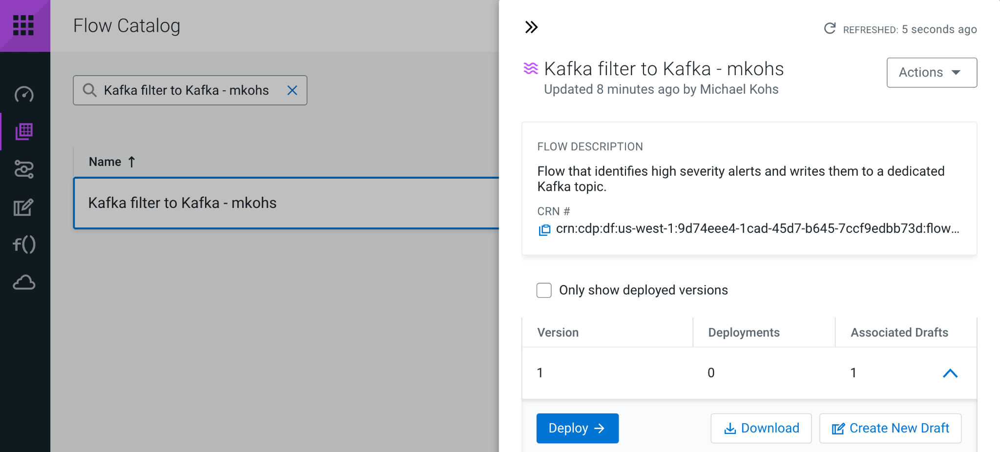 Flow Catalog
Kafka filter to Kafka - mkohs
Name ↑
Kafka filter to Kafka - mkohs
f()
REFRESHED: 5 seconds ago
Kafka filter to Kafka - mkohs
Updated 8 minutes ago by Michael Kohs
Actions
FLOW DESCRIPTION
Flow that identifies high severity alerts and writes them to a dedicated
Kafka topic.
CRN #
crn:cdp:df:us-west-1:9d74eee4-1cad-45d7-b645-7ccf9edbb73d:flow...
Only show deployed versions
Version Deployments Associated Drafts
1 0 1
Deploy → Download Create New Draft